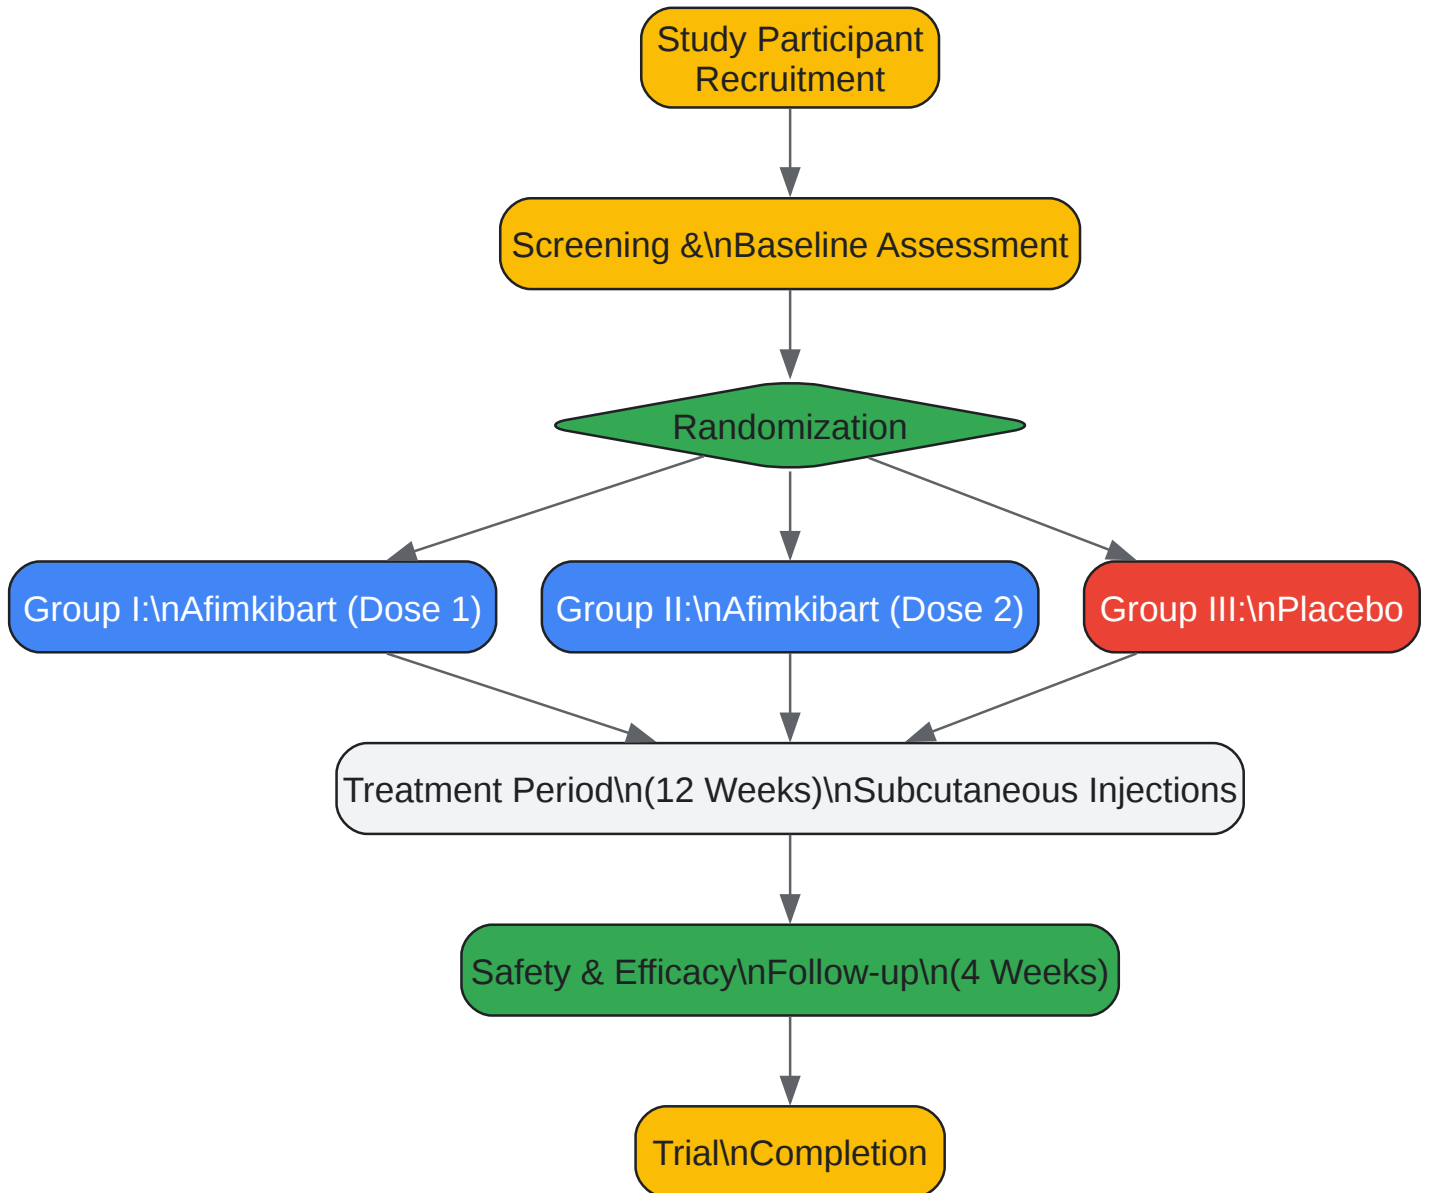 Study Participant
Recruitment
Screening &\nBaseline Assessment
Randomization
Group I:\nAfimkibart (Dose 1)
Group II:\nAfimkibart (Dose 2)
Group III:\nPlacebo
Treatment Period\n(12 Weeks)\nSubcutaneous Injections
Safety & Efficacy\nFollow-up\n(4 Weeks)
Trial\nCompletion